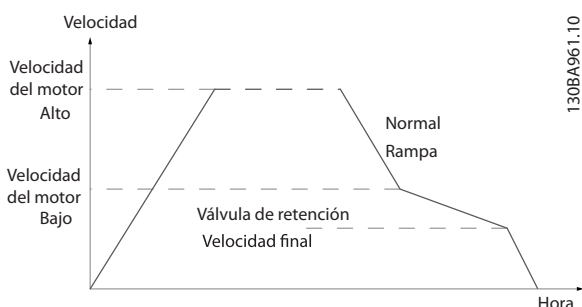 Velocidad
Velocidad
del motor
Alto
Normal
Rampa
Velocidad
del motor
Bajo
Válvula de retención
Velocidad final
Hora
130BA961.10